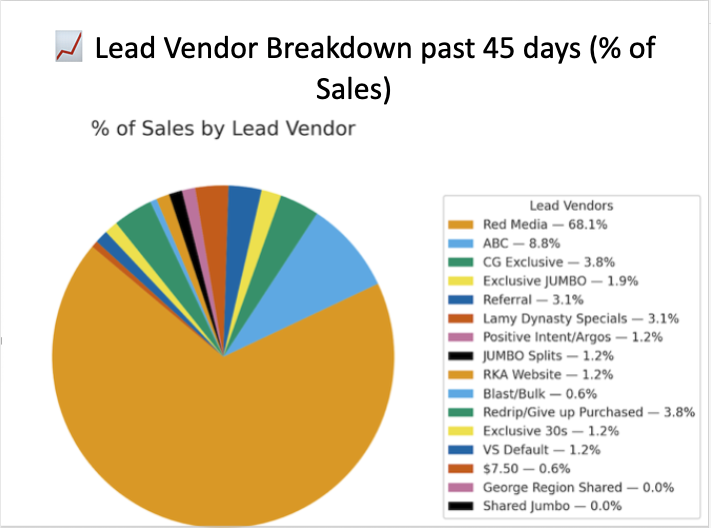 📈 Lead Vendor Breakdown past 45 days (% of
Sales)
% of Sales by Lead Vendor
Lead Vendors
Red Media — 68.1%
ABC — 8.8%
CG Exclusive — 3.8%
Exclusive JUMBO — 1.9%
Referral — 3.1%
Lamy Dynasty Specials — 3.1%
Positive Intent/Argos — 1.2%
JUMBO Splits — 1.2%
RKA Website — 1.2%
Blast/Bulk — 0.6%
Redrip/Give up Purchased — 3.8%
Exclusive 30s — 1.2%
VS Default — 1.2%
$7.50 — 0.6%
George Region Shared — 0.0%
Shared Jumbo — 0.0%